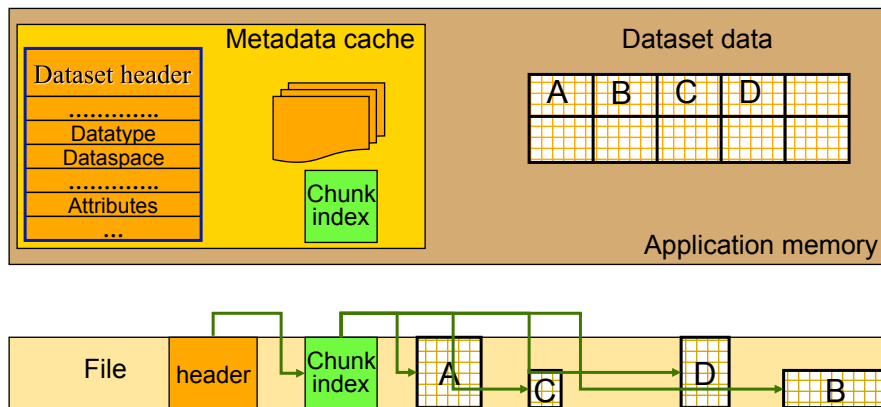 Metadata cache
Dataset data
Dataset header
.............
Datatype
Dataspace
.............
Attributes
...
Chunk
index
A B C D
Application memory
File
header
Chunk
index
A
C
D
B